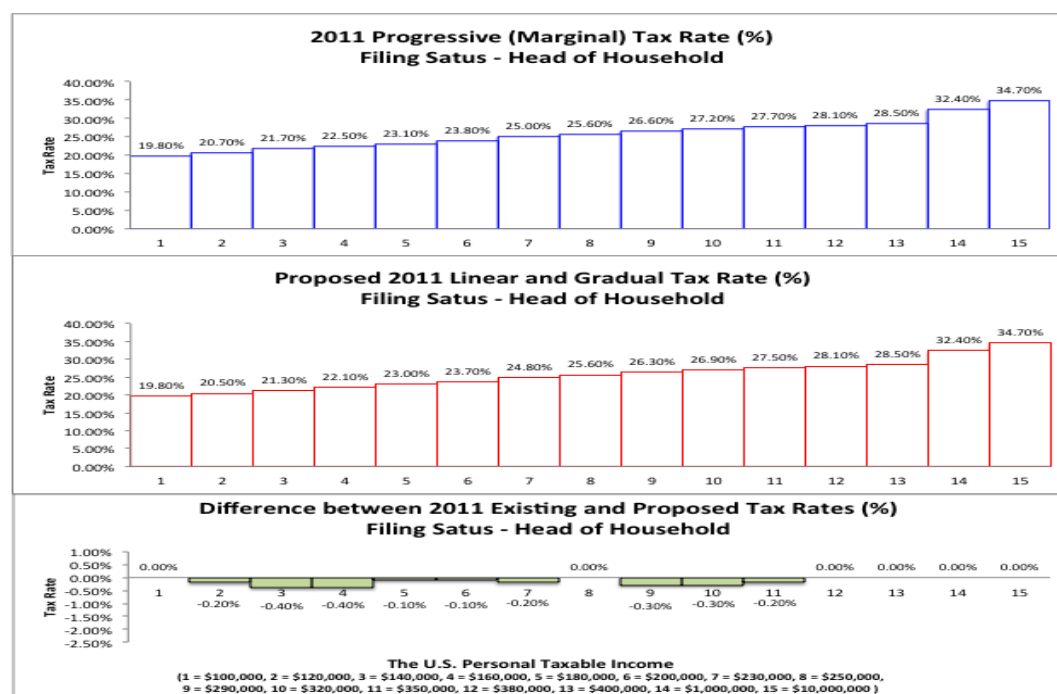 2011 Progressive (Marginal) Tax Rate (%)
Filing Satus - Head of Household
40.00%
35.00%
30.00%
25.00%
20.00%
15.00%
10.00%
5.00%
0.00%
Tax Rate
19.80% 20.70% 21.70% 22.50% 23.10% 23.80% 25.00% 25.60% 26.60% 27.20% 27.70% 28.10% 28.50% 32.40% 34.70%
1 2 3 4 5 6 7 8 9 10 11 12 13 14 15
Proposed 2011 Linear and Gradual Tax Rate (%)
Filing Satus - Head of Household
40.00%
35.00%
30.00%
25.00%
20.00%
15.00%
10.00%
5.00%
0.00%
Tax Rate
19.80% 20.50% 21.30% 22.10% 23.00% 23.70% 24.80% 25.60% 26.30% 26.90% 27.50% 28.10% 28.50% 32.40% 34.70%
1 2 3 4 5 6 7 8 9 10 11 12 13 14 15
Difference between 2011 Existing and Proposed Tax Rates (%)
Filing Satus - Head of Household
1.00%
0.50%
0.00%
-0.50%
-1.00%
-1.50%
-2.00%
-2.50%
Tax Rate
0.00% 0.00% 0.00% 0.00% 0.00% 0.00%
1 2 3 4 5 6 7 8 9 10 11 12 13 14 15
-0.20% -0.40% -0.40% -0.10% -0.10% -0.20% -0.30% -0.30% -0.20%
The U.S. Personal Taxable Income
(1 = $100,000, 2 = $120,000, 3 = $140,000, 4 = $160,000, 5 = $180,000, 6 = $200,000, 7 = $230,000, 8 = $250,000,
9 = $290,000, 10 = $320,000, 11 = $350,000, 12 = $380,000, 13 = $400,000, 14 = $1,000,000, 15 = $10,000,000 )